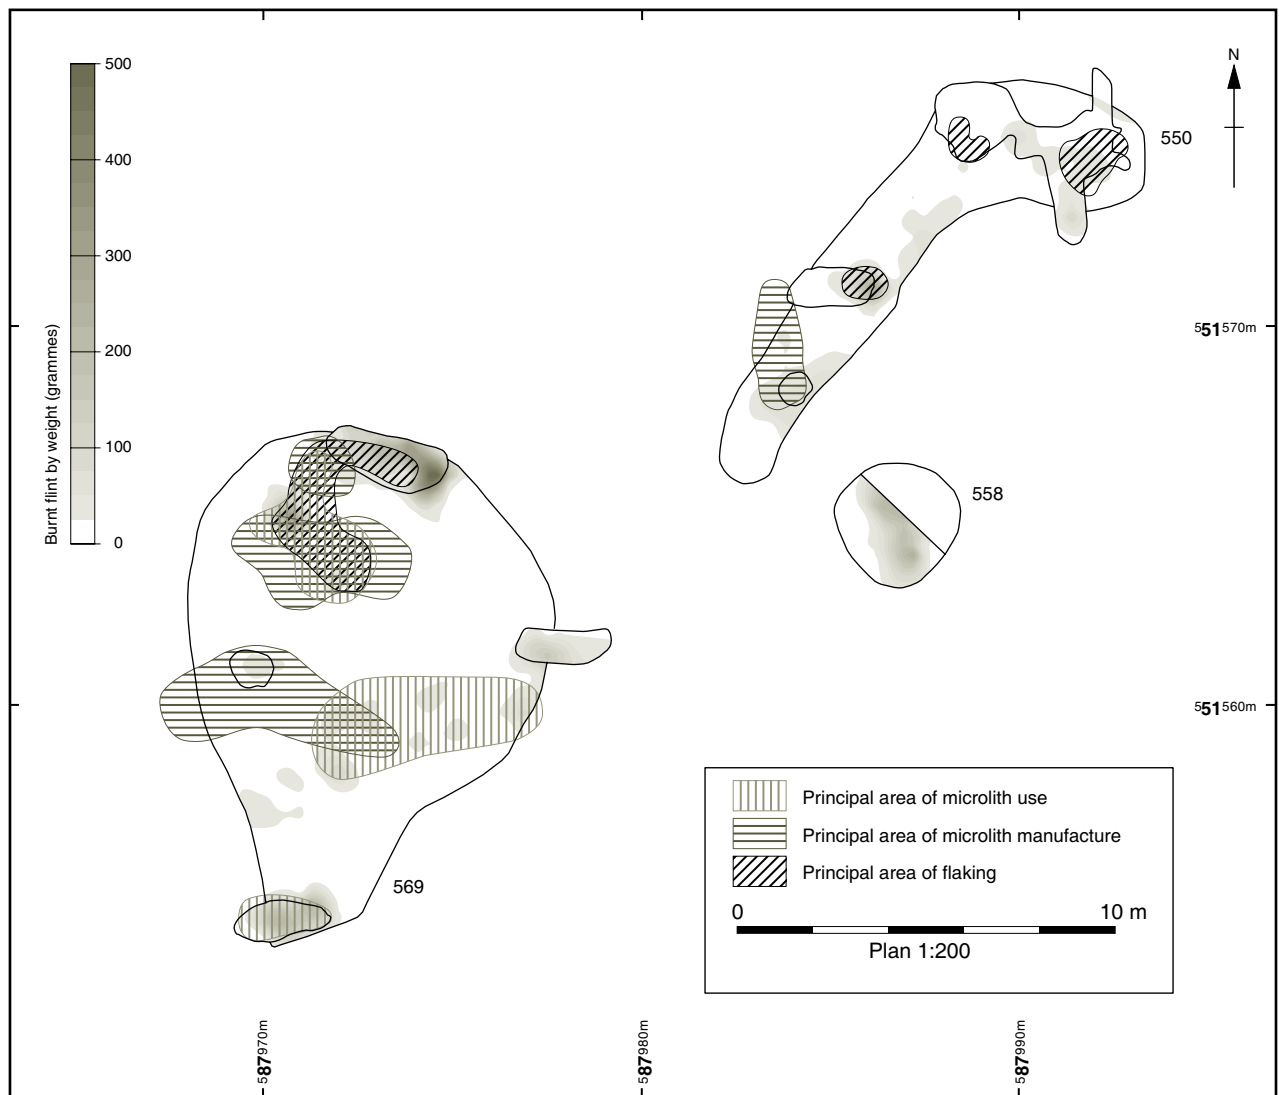 N
500
400
300
200
100
0
Burnt flint by weight (grammes)
550
551570m
558
551560m
569
Principal area of microlith use
Principal area of microlith manufacture
Principal area of flaking
0 10 m
Plan 1:200
587970m
587980m
587990m